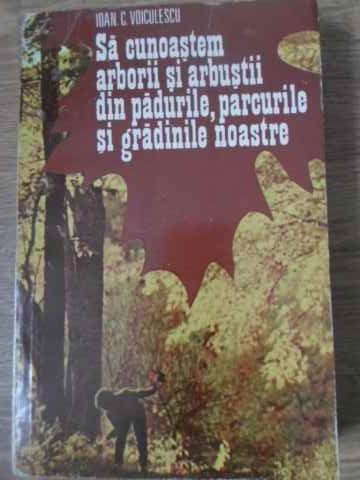 IOAN. C. VOICULESCU
Să cunoaştem
arborii şi arbuştii
din pădurile, parcurile
şi grădinile noastre